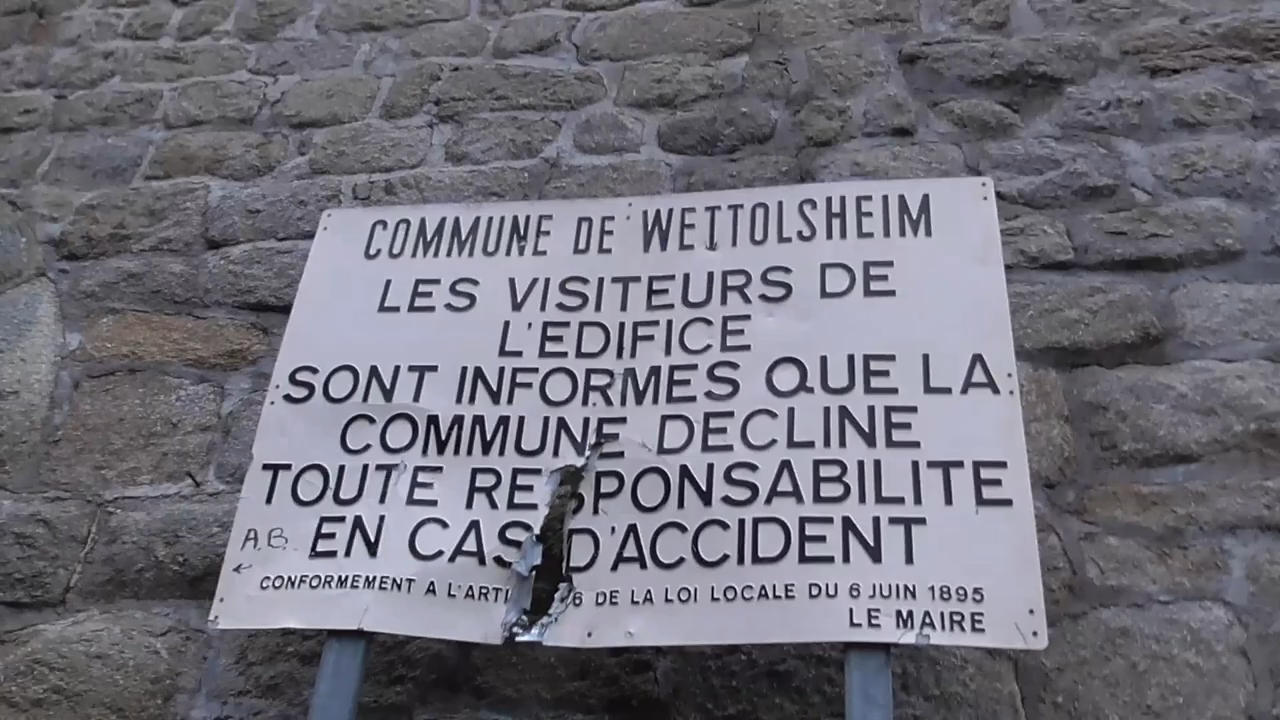 COMMUNE DE WETTOLSHEIM
LES VISITEURS DE
L'EDIFICE
SONT INFORMES QUE LA
COMMUNE DECLINE
TOUTE RESPONSABILITE
EN CAS D'ACCIDENT
A.B.
CONFORMEMENT A 6 DE LA LOI LOCALE DU 6 JUIN 1895
LE MAIRE